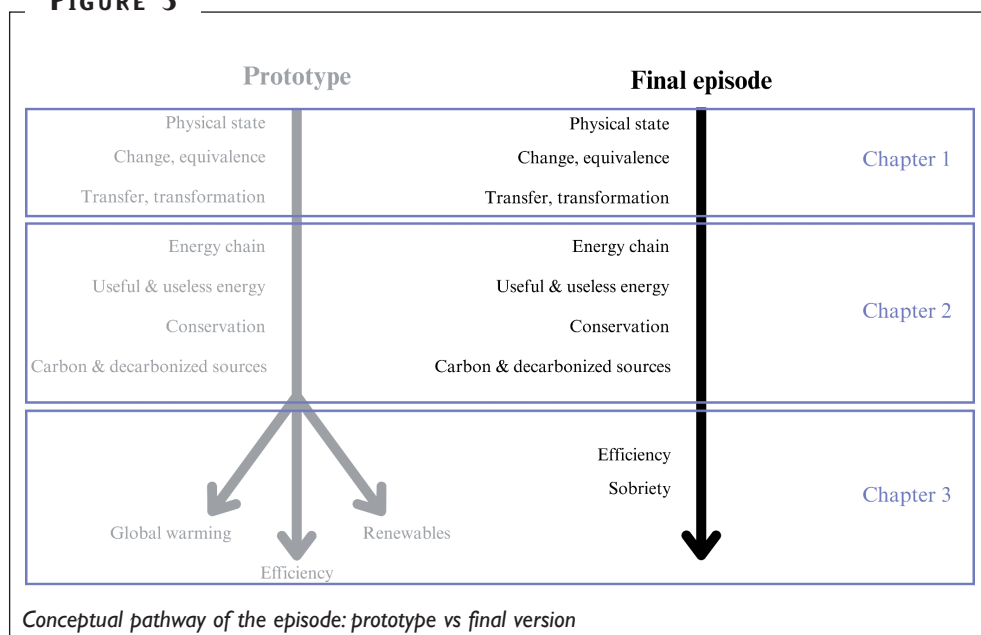 FIGURE 3
Prototype
Final episode
Physical state
Physical state
Change, equivalence
Change, equivalence
Chapter 1
Transfer, transformation
Transfer, transformation
Energy chain
Energy chain
Useful & useless energy
Useful & useless energy
Chapter 2
Conservation
Conservation
Carbon & decarbonized sources
Carbon & decarbonized sources
Efficiency
Sobriety
Chapter 3
Global warming
Renewables
Efficiency
Conceptual pathway of the episode: prototype vs final version